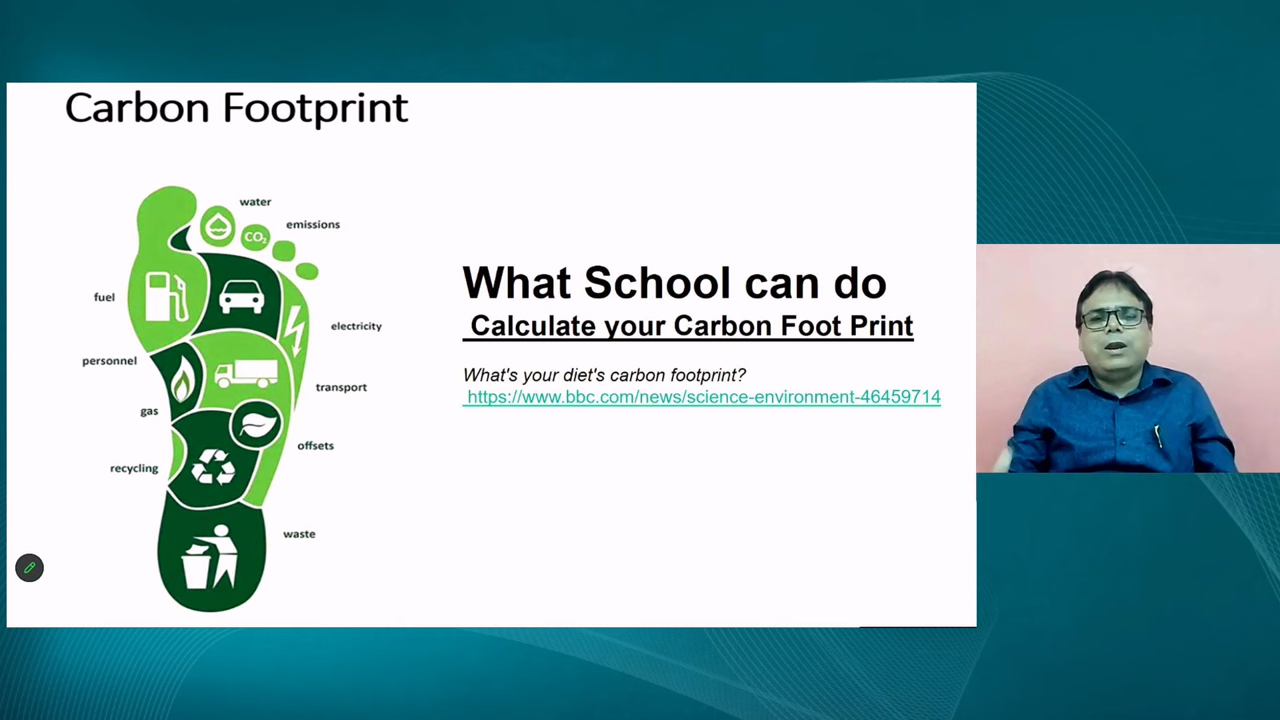 Carbon Footprint
water
emissions
CO₂
fuel
electricity
personnel
transport
gas
offsets
recycling
waste
What School can do
Calculate your Carbon Foot Print
What's your diet's carbon footprint?
https://www.bbc.com/news/science-environment-46459714